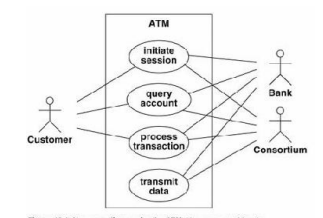 ATM
initiate
session
query
account
process
transaction
transmit
data
Customer
Bank
Consortium